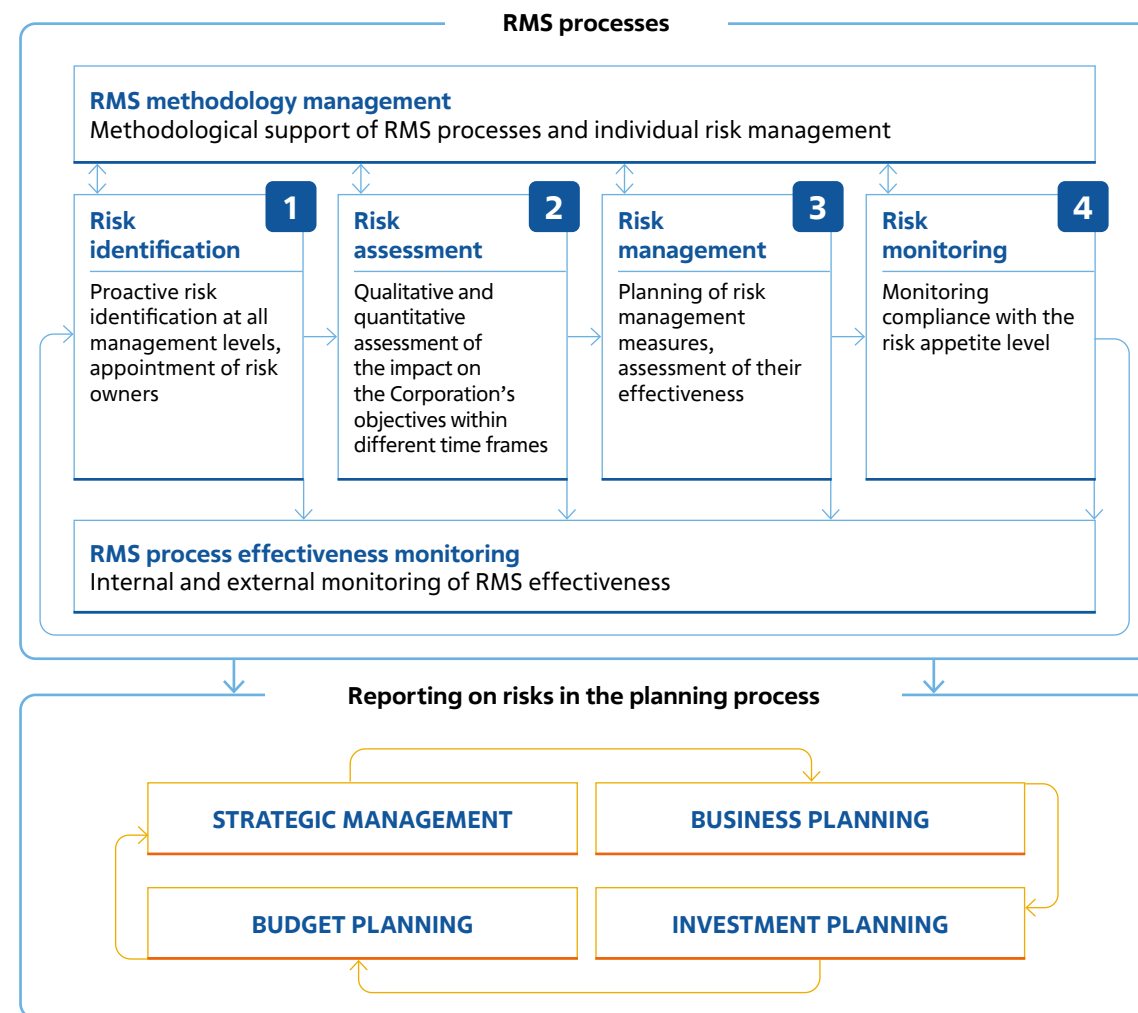 RMS processes
RMS methodology management
Methodological support of RMS processes and individual risk management
1
Risk
identification
Proactive risk
identification at all
management levels,
appointment of risk
owners
2
Risk
assessment
Qualitative and
quantitative
assessment of
the impact on
the Corporation’s
objectives within
different time frames
3
Risk
management
Planning of risk
management
measures,
assessment of their
effectiveness
4
Risk
monitoring
Monitoring
compliance with the
risk appetite level
RMS process effectiveness monitoring
Internal and external monitoring of RMS effectiveness
Reporting on risks in the planning process
STRATEGIC MANAGEMENT
BUSINESS PLANNING
BUDGET PLANNING
INVESTMENT PLANNING